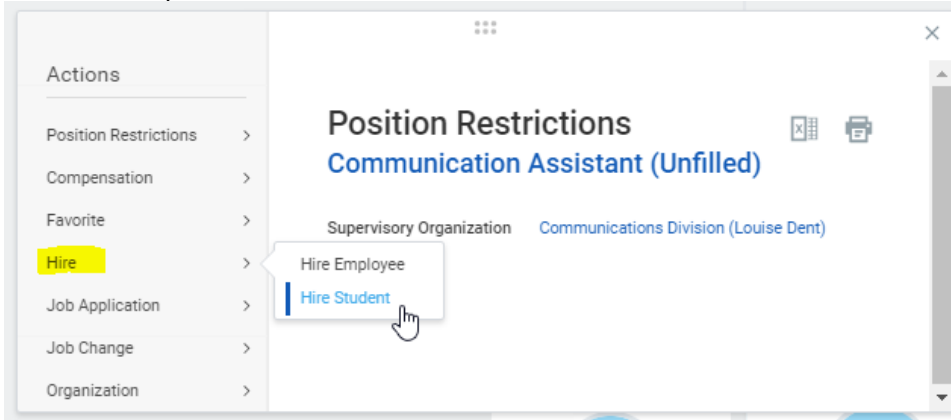 Actions
Position Restrictions
Compensation
Favorite
Hire
Job Application
Job Change
Organization
Position Restrictions
Communication Assistant (Unfilled)
Supervisory Organization Communications Division (Louise Dent)
Hire Employee
Hire Student